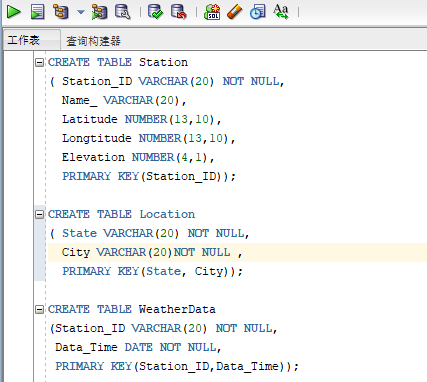 SQL
Aa
工作表 查询构建器
CREATE TABLE Station
( Station_ID VARCHAR(20) NOT NULL,
Name_ VARCHAR(20),
Latitude NUMBER(13,10),
Longtitude NUMBER(13,10),
Elevation NUMBER(4,1),
PRIMARY KEY(Station_ID));
CREATE TABLE Location
( State VARCHAR(20) NOT NULL,
City VARCHAR(20)NOT NULL ,
PRIMARY KEY(State, City));
CREATE TABLE WeatherData
(Station_ID VARCHAR(20) NOT NULL,
Data_Time DATE NOT NULL,
PRIMARY KEY(Station_ID,Data_Time));